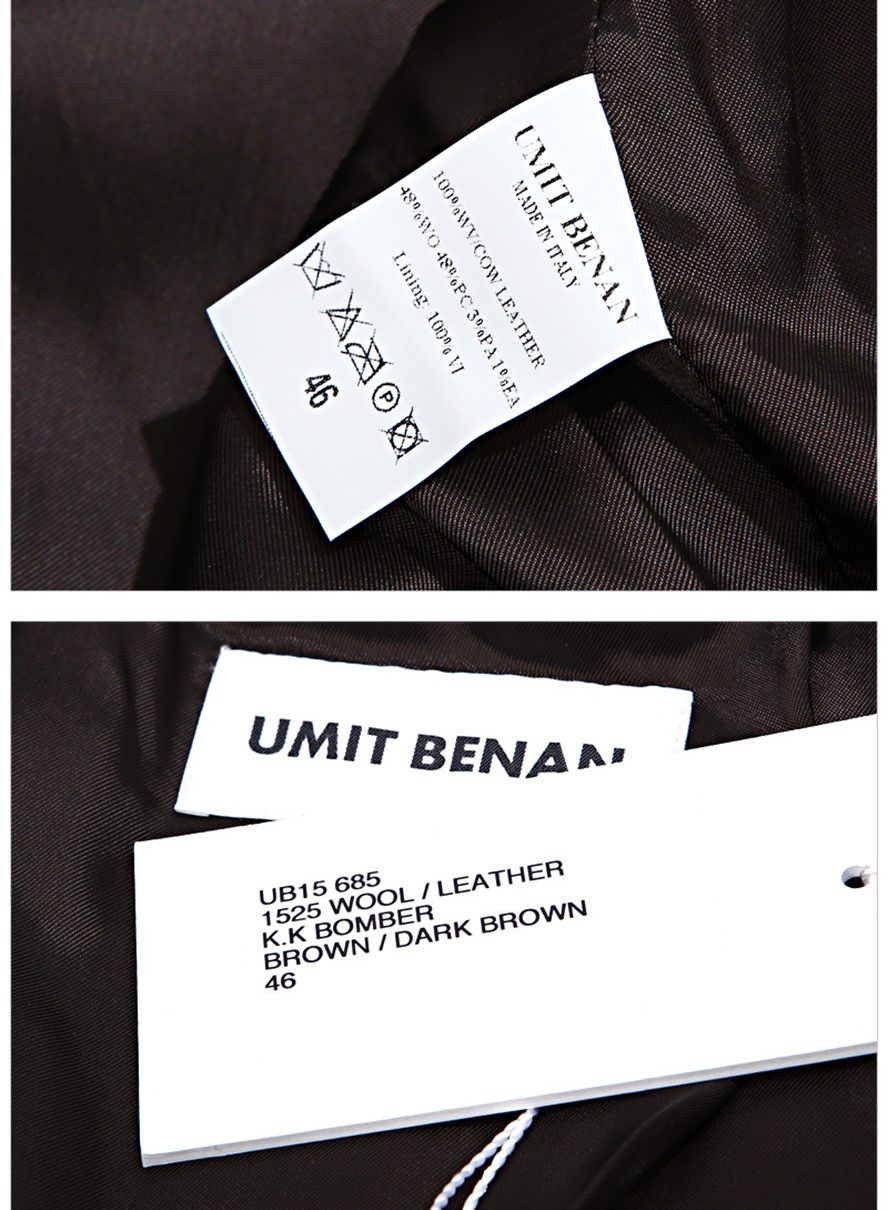 UMIT BENAN
MADE IN ITALY
100%WV/COW LEATHER
48%WO 48%PC 3%PA 1%EA
Lining 100% VI
P
46
UMIT BENAN
UB15 685
1525 WOOL / LEATHER
K.K BOMBER
BROWN / DARK BROWN
46